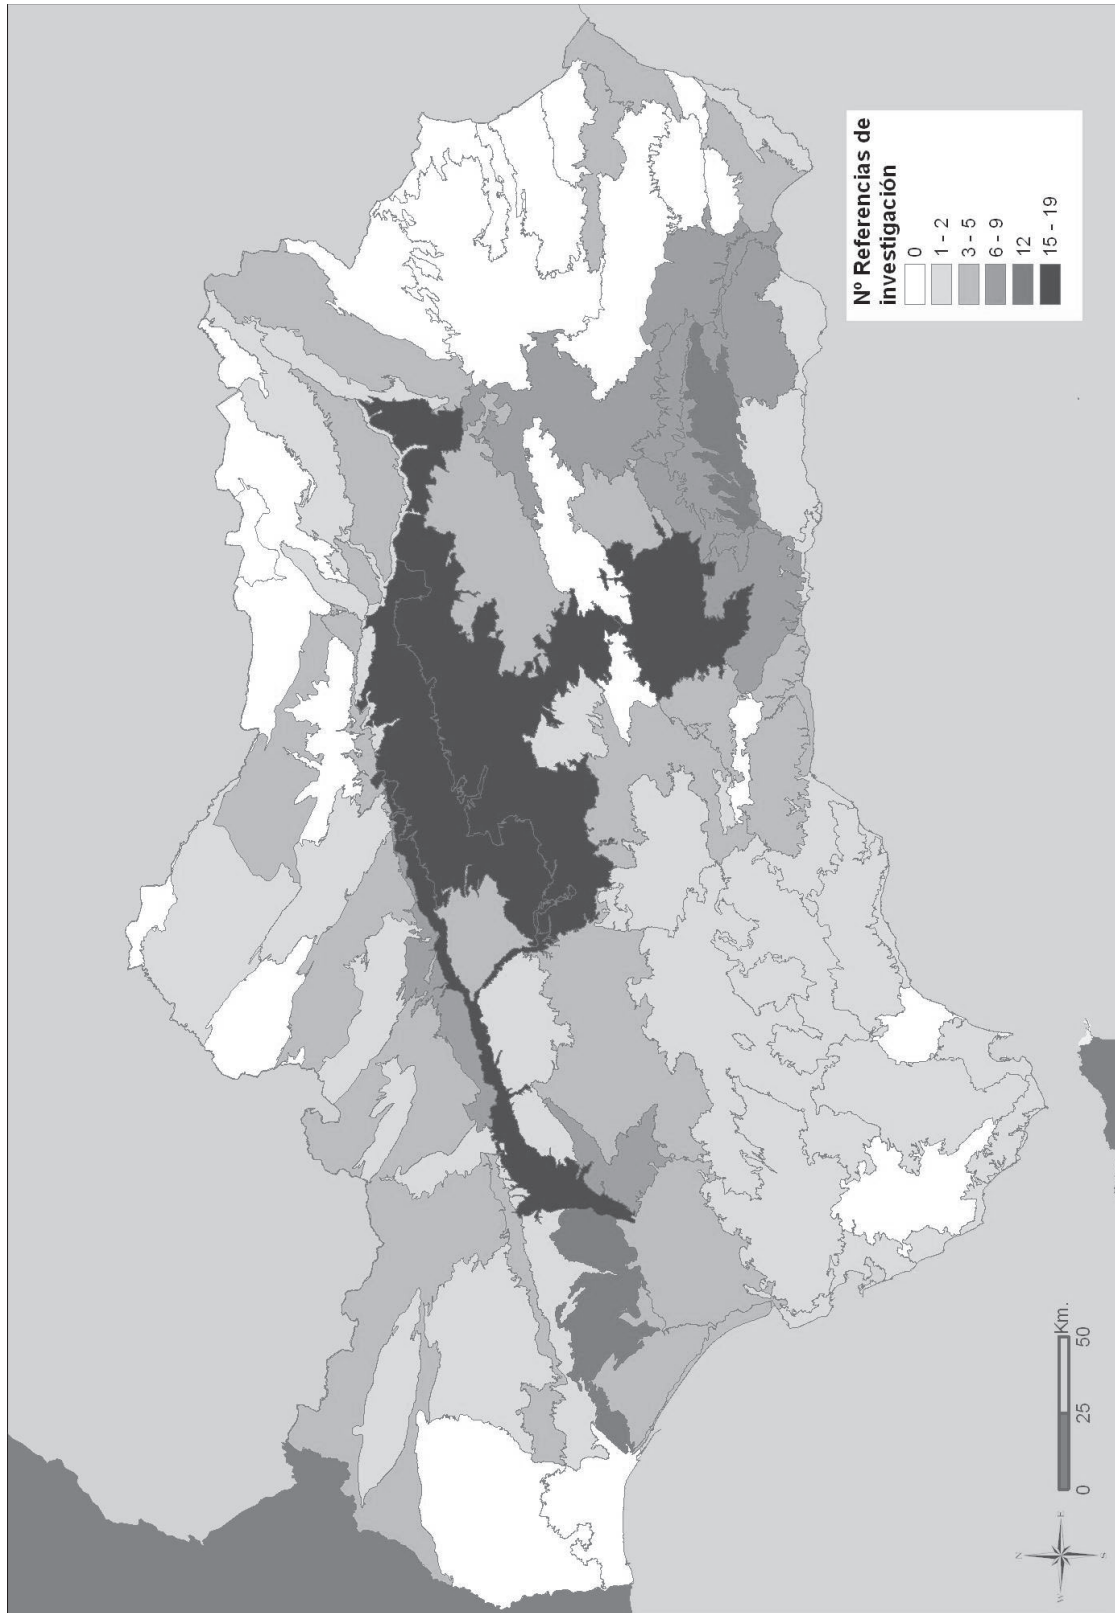 Nº Referencias de
investigación
0
1 - 2
3 - 5
6 - 9
12
15 - 19
0 25 50 Km.
N
W E
S